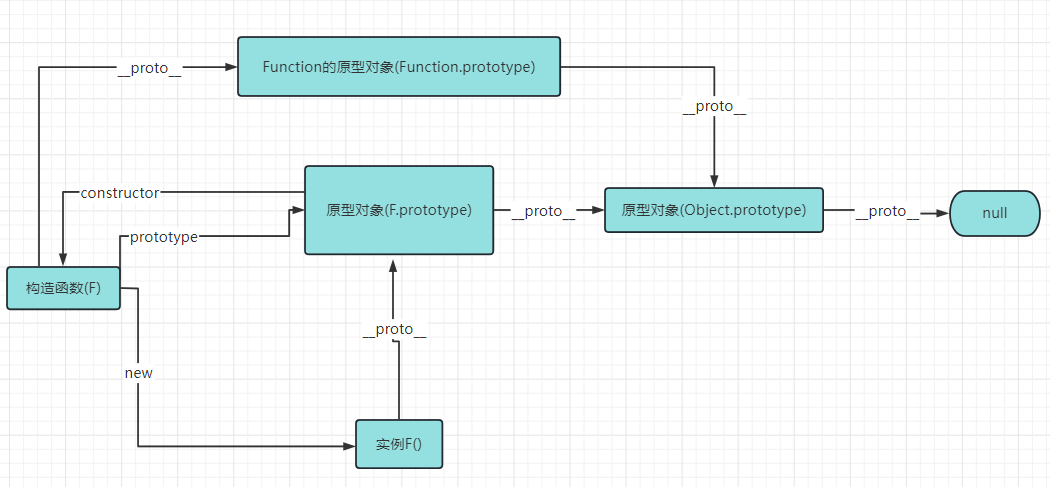 __proto__
Function的原型对象(Function.prototype)
__proto__
constructor
原型对象(F.prototype)
__proto__
原型对象(Object.prototype)
__proto__
null
prototype
构造函数(F)
__proto__
new
实例F()